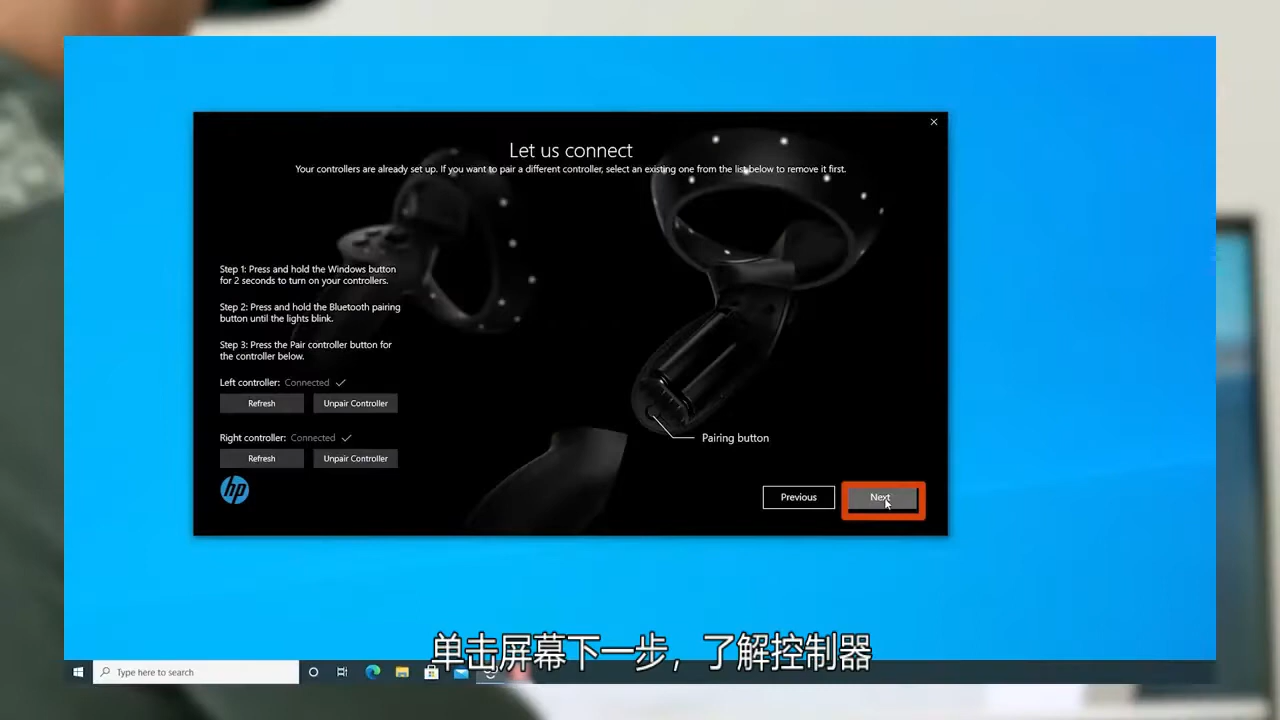 Let us connect
Your controllers are already set up. If you want to pair a different controller, select an existing one from the list below to remove it first.
Step 1: Press and hold the Windows button
for 2 seconds to turn on your controllers.
Step 2: Press and hold the Bluetooth pairing
button until the lights blink.
Step 3: Press the Pair controller button for
the controller below.
Left controller: Connected
Refresh
Unpair Controller
Right controller: Connected
Refresh
Unpair Controller
Pairing button
hp
Previous
Next
单击屏幕下一步，了解控制器
Type here to search